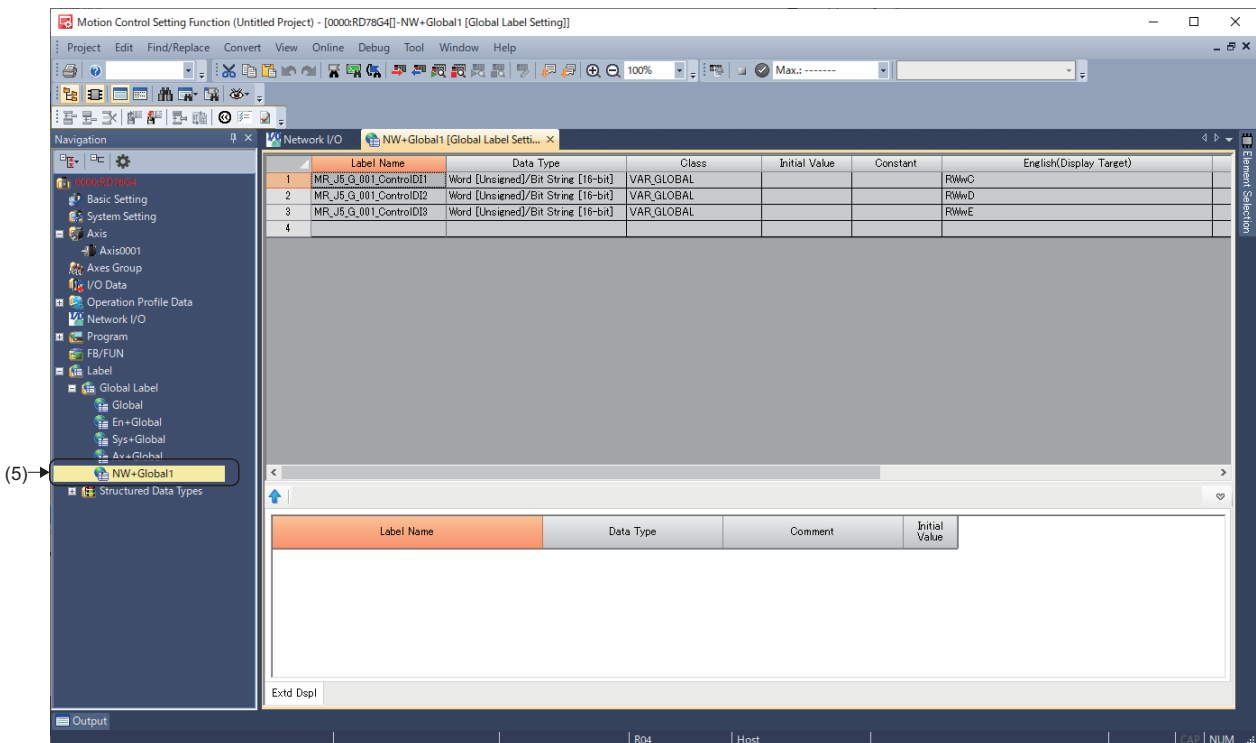 Motion Control Setting Function (Untitled Project) - [0000:RD78G4[]-NW+Global1 [Global Label Setting]]
Project Edit Find/Replace Convert View Online Debug Tool Window Help
100% Max.: -------
Navigation
Network I/O NW+Global1 [Global Label Setti...
0000:RD78G4
Basic Setting
System Setting
Axis
Axis0001
Axes Group
I/O Data
Operation Profile Data
Network I/O
Program
FB/FUN
Label
Global Label
Global
En+Global
Sys+Global
Ax+Global
(5)
NW+Global1
Structured Data Types
Label Name Data Type Class Initial Value Constant English(Display Target)
1 MR_J5_G_001_ControlDI1 Word [Unsigned]/Bit String [16-bit] VAR_GLOBAL RWwC
2 MR_J5_G_001_ControlDI2 Word [Unsigned]/Bit String [16-bit] VAR_GLOBAL RWwD
3 MR_J5_G_001_ControlDI3 Word [Unsigned]/Bit String [16-bit] VAR_GLOBAL RWwE
4
Label Name Data Type Comment Initial Value
Extd Dspl
Element Selection
Output
R04 Host CAP NUM